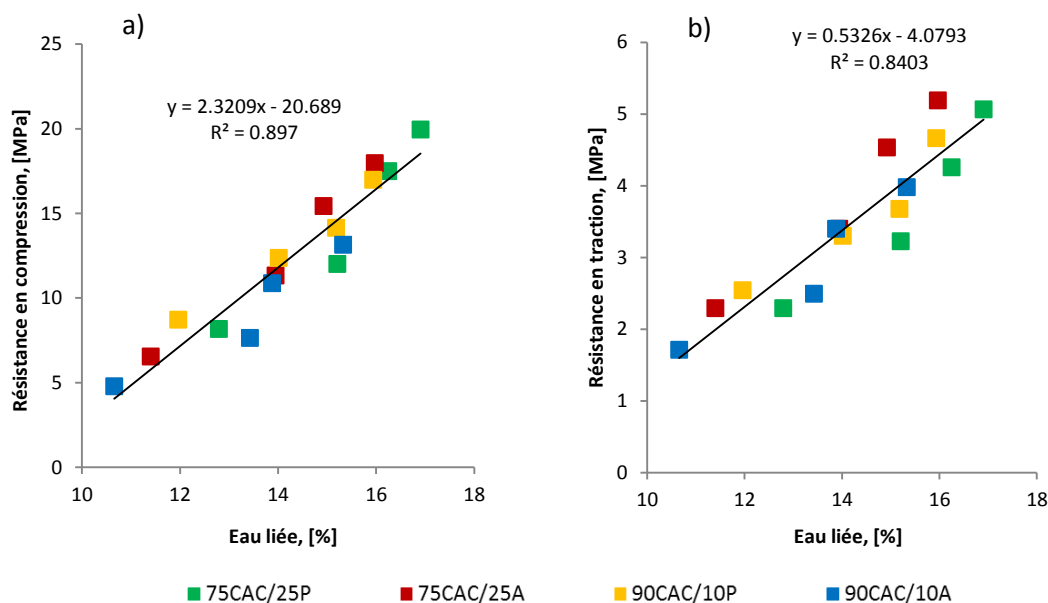 a)
y = 2.3209x - 20.689
R² = 0.897
Résistance en compression, [MPa]
25
20
15
10
5
0
10 12 14 16 18
Eau liée, [%]
b)
y = 0.5326x - 4.0793
R² = 0.8403
Résistance en traction, [MPa]
6
5
4
3
2
1
0
10 12 14 16 18
Eau liée, [%]
75CAC/25P 75CAC/25A 90CAC/10P 90CAC/10A